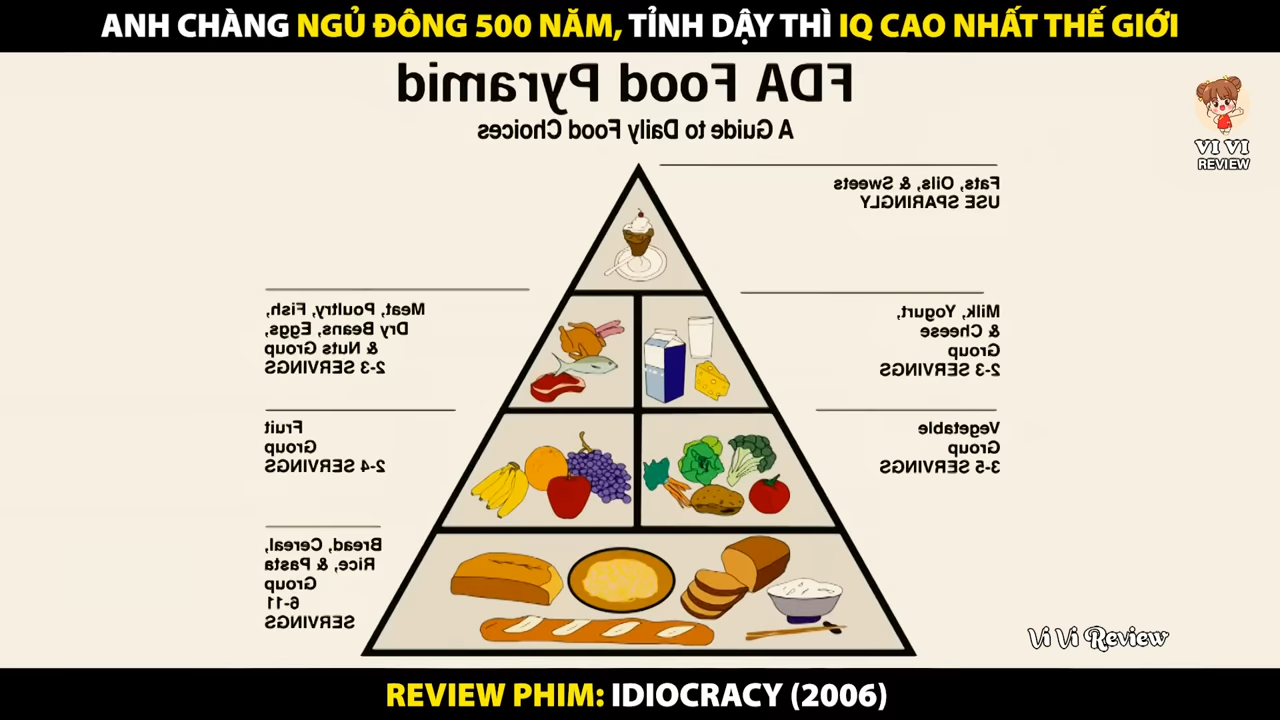 ANH CHÀNG NGỦ ĐÔNG 500 NĂM, TỈNH DẬY THÌ IQ CAO NHẤT THẾ GIỚI
FDA Food Pyramid
A Guide to Daily Food Choices
VI VI
REVIEW
Fats, Oils, & Sweets
USE SPARINGLY
Meat, Poultry, Fish,
Dry Beans, Eggs,
& Nuts Group
2-3 SERVINGS
Milk, Yogurt,
& Cheese
Group
2-3 SERVINGS
Fruit
Group
2-4 SERVINGS
Vegetable
Group
3-5 SERVINGS
Bread, Cereal,
Rice, & Pasta
Group
6-11
SERVINGS
Vi Vi Review
REVIEW PHIM: IDIOCRACY (2006)